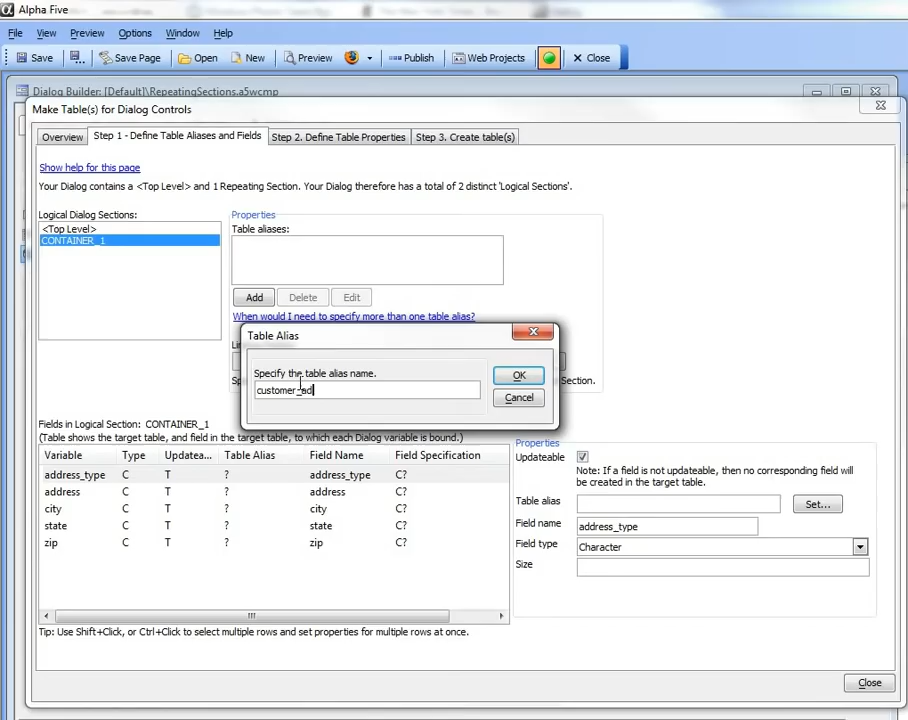 Alpha Five
File View Preview Options Window Help
Save Save Page Open New Preview Publish Web Projects Close
Dialog Builder: [Default]\RepeatingSections.a5wcmp
Make Table(s) for Dialog Controls
Overview Step 1 - Define Table Aliases and Fields Step 2. Define Table Properties Step 3. Create table(s)
Show help for this page
Your Dialog contains a <Top Level> and 1 Repeating Section. Your Dialog therefore has a total of 2 distinct 'Logical Sections'.
Logical Dialog Sections: Properties
<Top Level> Table aliases:
CONTAINER_1
Add Delete Edit
When would I need to specify more than one table alias?
Table Alias
Specify the table alias name. OK
customer_ad Cancel
Section.
Fields in Logical Section: CONTAINER_1
(Table shows the target table, and field in the target table, to which each Dialog variable is bound.)
Variable Type Updatea... Table Alias Field Name Field Specification
address_type C T ? address_type C?
address C T ? address C?
city C T ? city C?
state C T ? state C?
zip C T ? zip C?
Properties
Updateable
Note: If a field is not updateable, then no corresponding field will
be created in the target table.
Table alias Set...
Field name address_type
Field type Character
Size
Tip: Use Shift+Click, or Ctrl+Click to select multiple rows and set properties for multiple rows at once.
Close